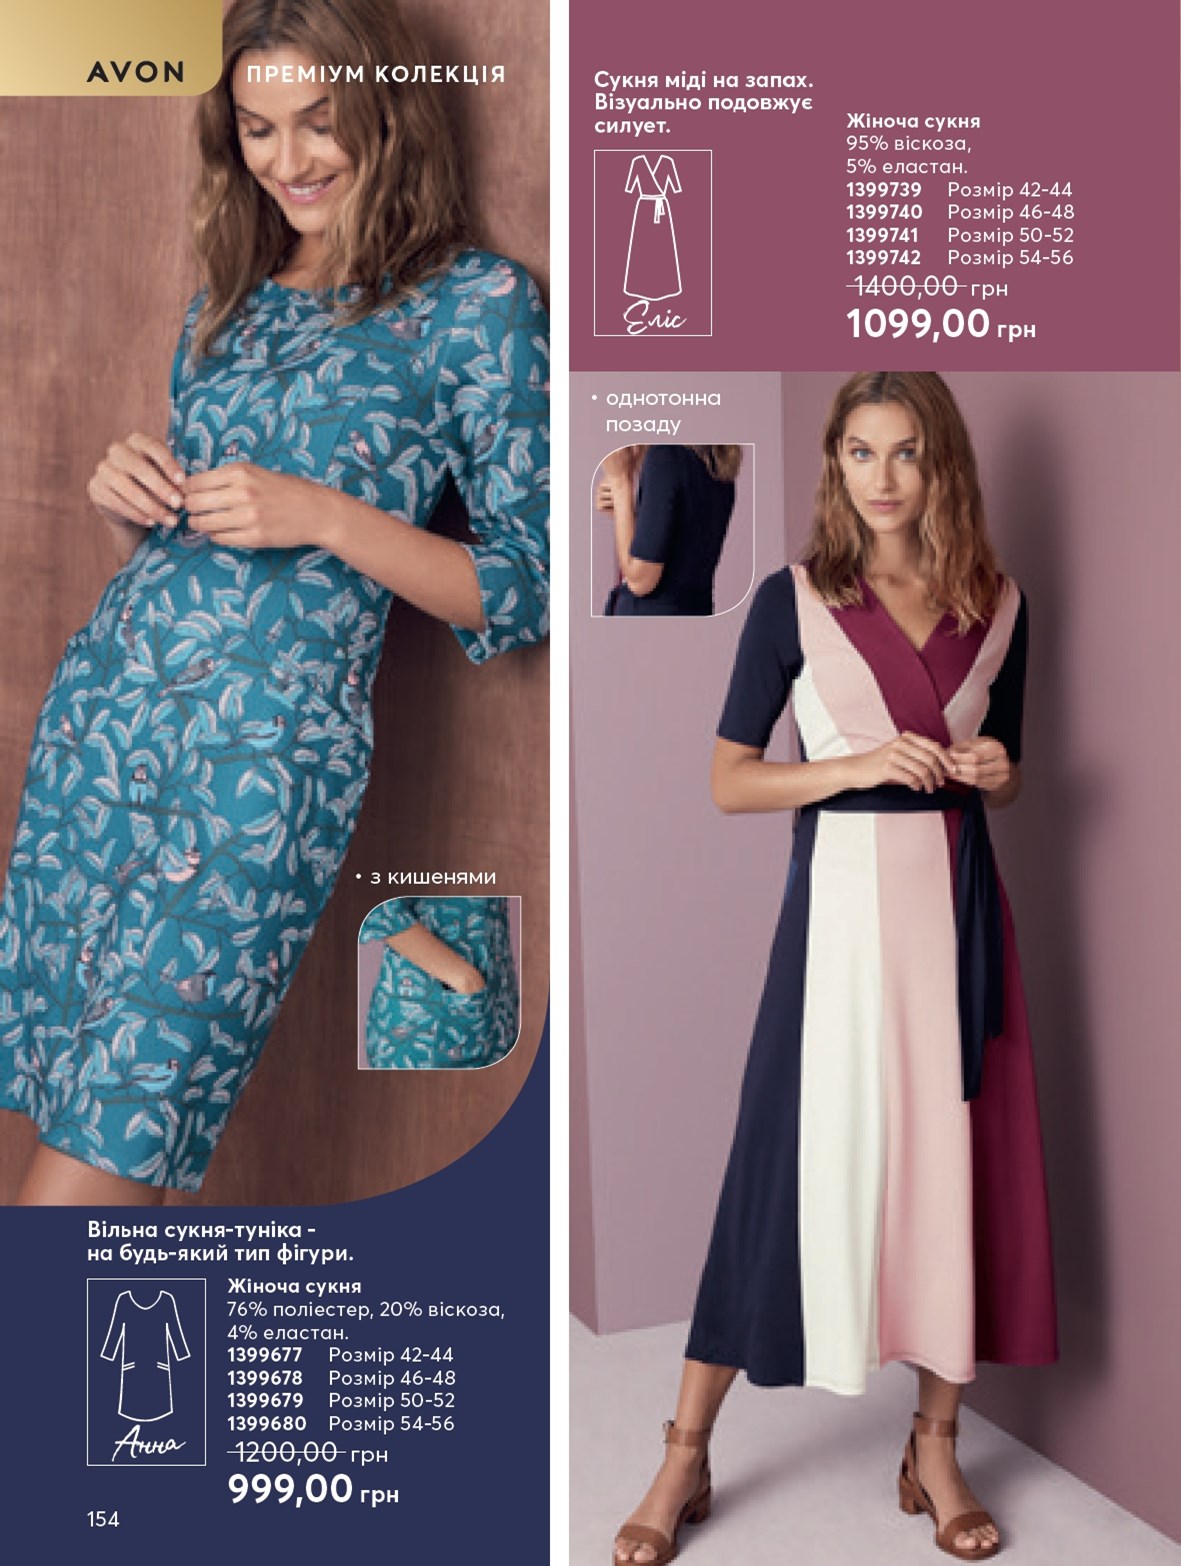 AVON
ПРЕМІУМ КОЛЕКЦІЯ
• з кишенями
Вільна сукня-туніка -
на будь-який тип фігури.
Анна
Жіноча сукня
76% поліестер, 20% віскоза,
4% еластан.
1399677 Розмір 42-44
1399678 Розмір 46-48
1399679 Розмір 50-52
1399680 Розмір 54-56
1200,00 грн
999,00 грн
154
Сукня міді на запах.
Візуально подовжує
силует.
Еліс
Жіноча сукня
95% віскоза,
5% еластан.
1399739 Розмір 42-44
1399740 Розмір 46-48
1399741 Розмір 50-52
1399742 Розмір 54-56
1400,00 грн
1099,00 грн
• однотонна
позаду